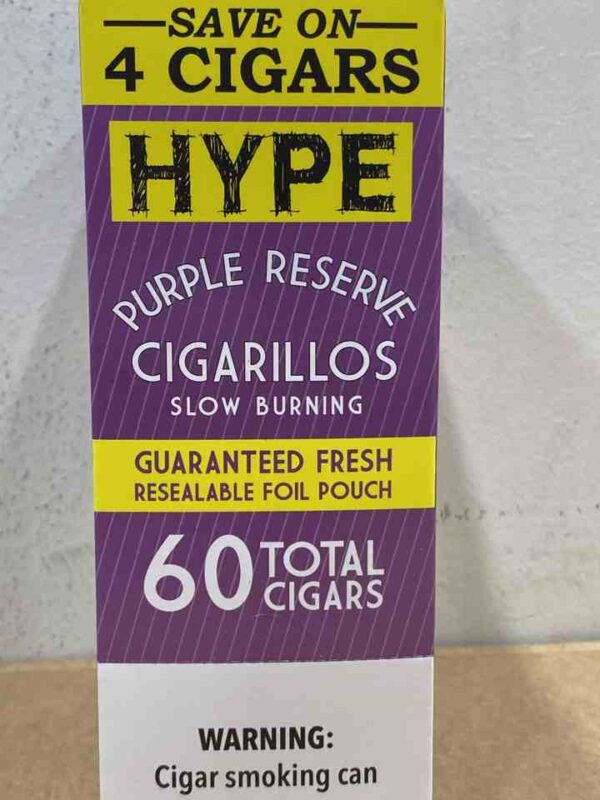 SAVE ON
4 CIGARS
HYPE
PURPLE RESERVE
CIGARILLOS
SLOW BURNING
GUARANTEED FRESH
RESEALABLE FOIL POUCH
60 TOTAL
CIGARS
WARNING:
Cigar smoking can